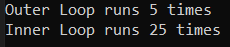 Outer Loop runs 5 times
Inner Loop runs 25 times